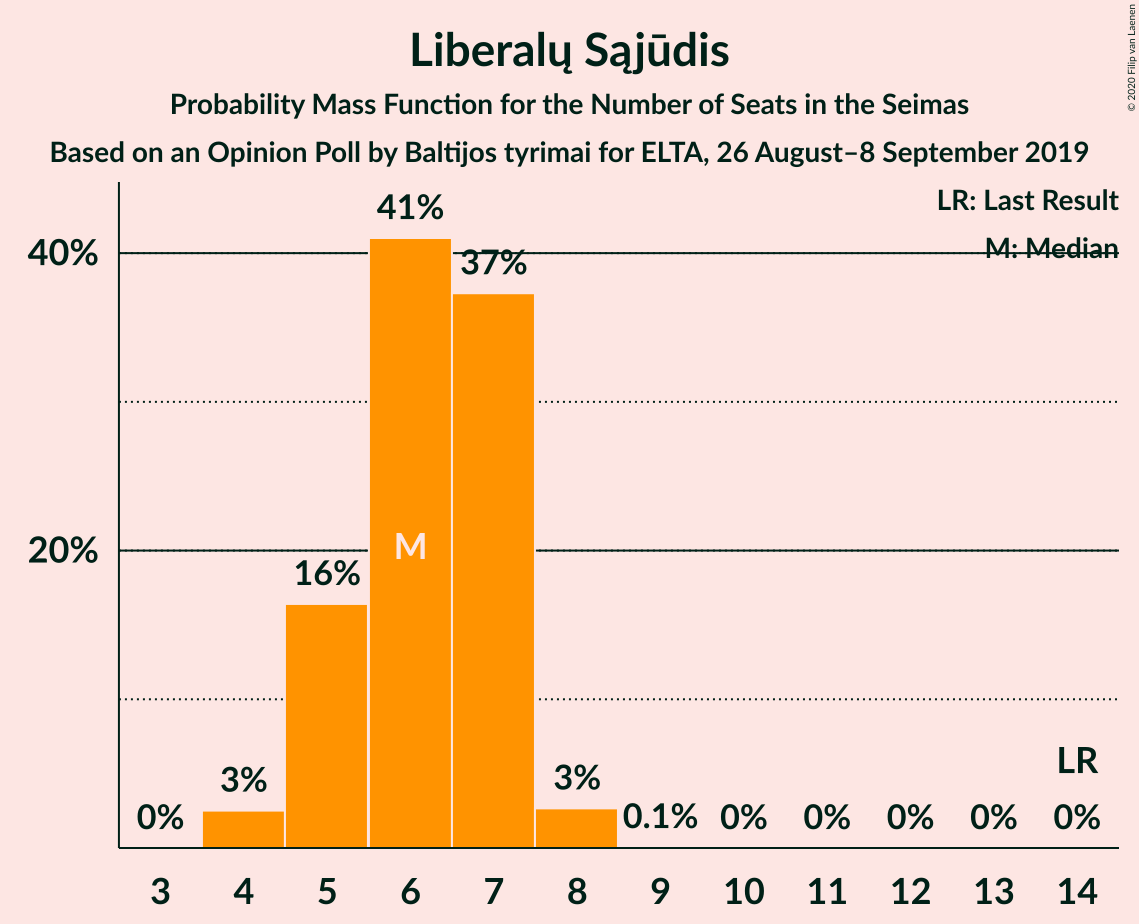 Liberalų Sąjūdis
Probability Mass Function for the Number of Seats in the Seimas
Based on an Opinion Poll by Baltijos tyrimai for ELTA, 26 August–8 September 2019
© 2020 Filip van Laenen
LR: Last Result
M: Median
40%
20%
0%
3%
16%
41%
37%
3%
0.1%
0%
0%
0%
0%
0%
M
LR
3 4 5 6 7 8 9 10 11 12 13 14